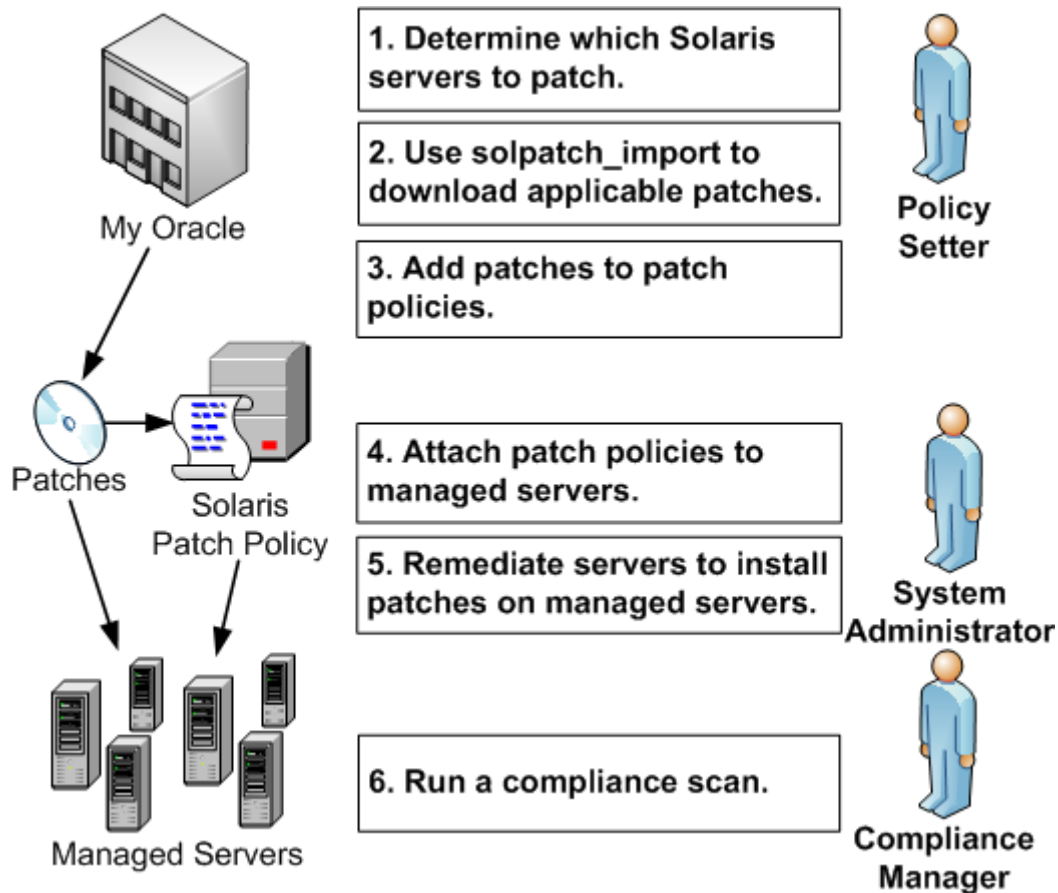 1. Determine which Solaris
servers to patch.
2. Use solpatch_import to
download applicable patches.
3. Add patches to patch
policies.
Policy
Setter
My Oracle
Patches
Solaris
Patch Policy
4. Attach patch policies to
managed servers.
5. Remediate servers to install
patches on managed servers.
System
Administrator
Managed Servers
6. Run a compliance scan.
Compliance
Manager